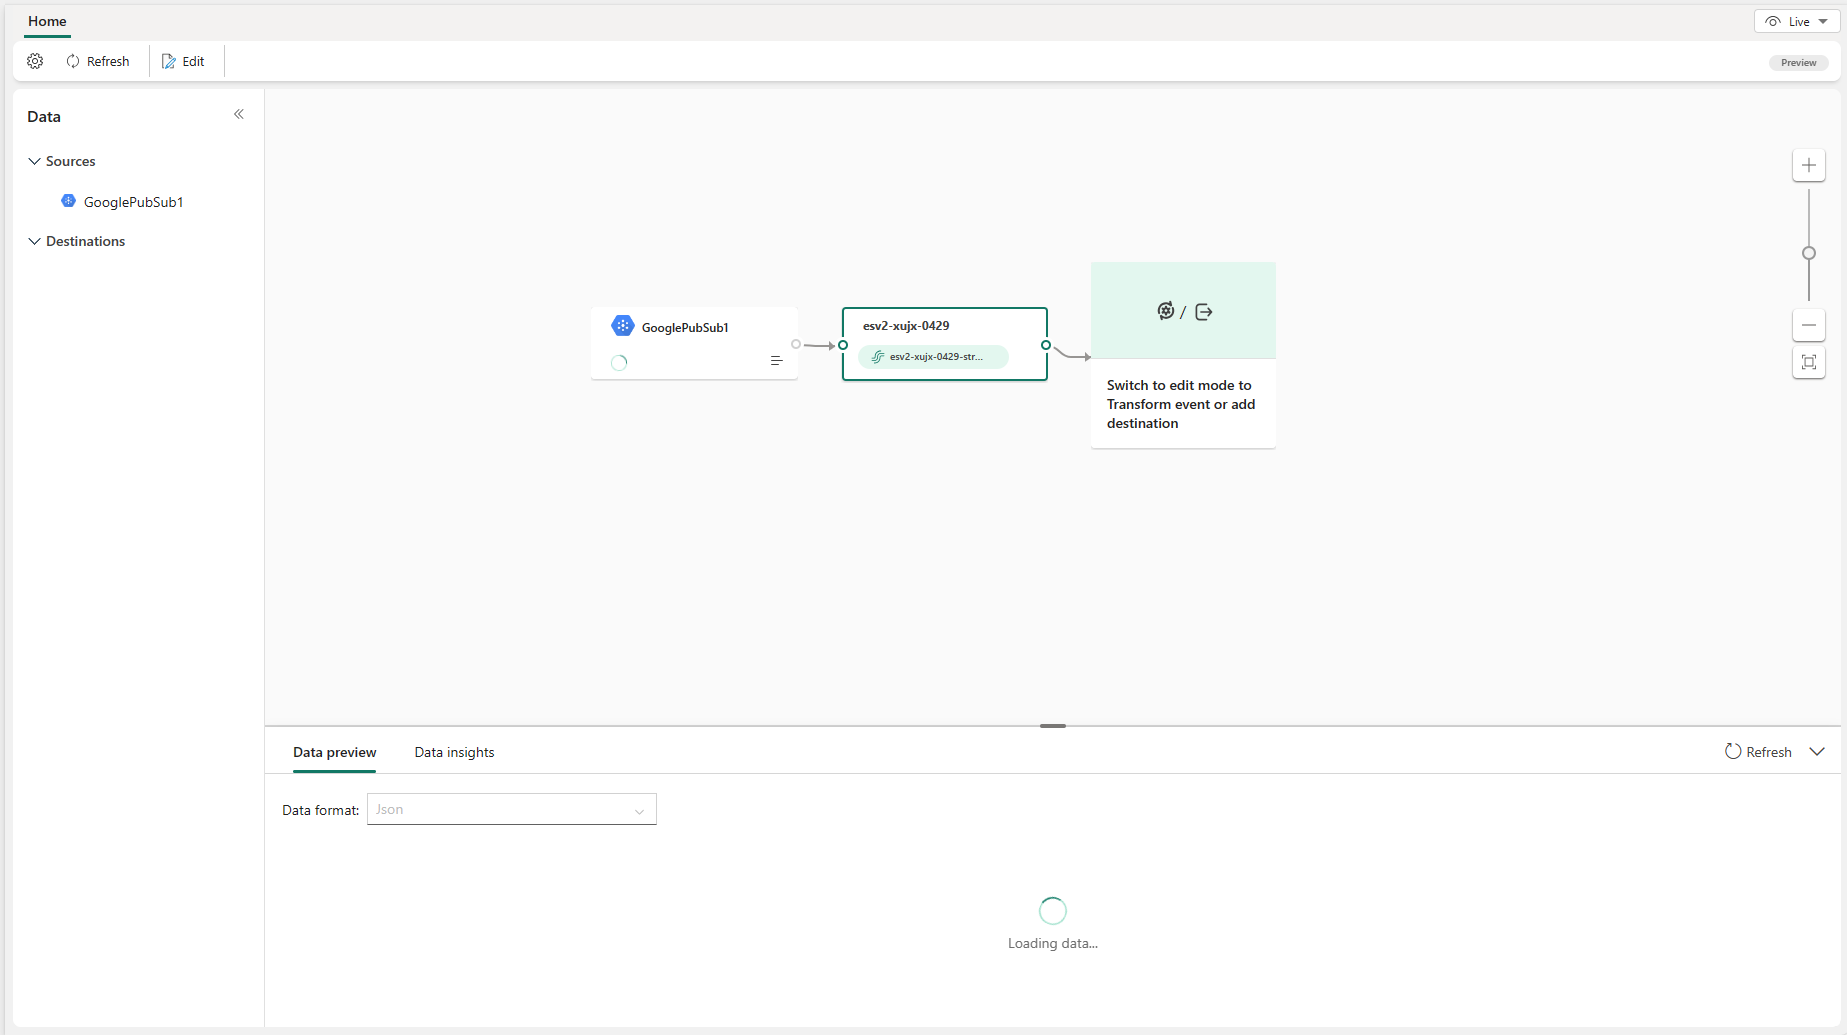 Home
Live
Refresh
Edit
Preview
Data
Sources
GooglePubSub1
Destinations
GooglePubSub1
esv2-xujx-0429
esv2-xujx-0429-str...
/
Switch to edit mode to
Transform event or add
destination
Data preview
Data insights
Refresh
Data format:
Json
Loading data...